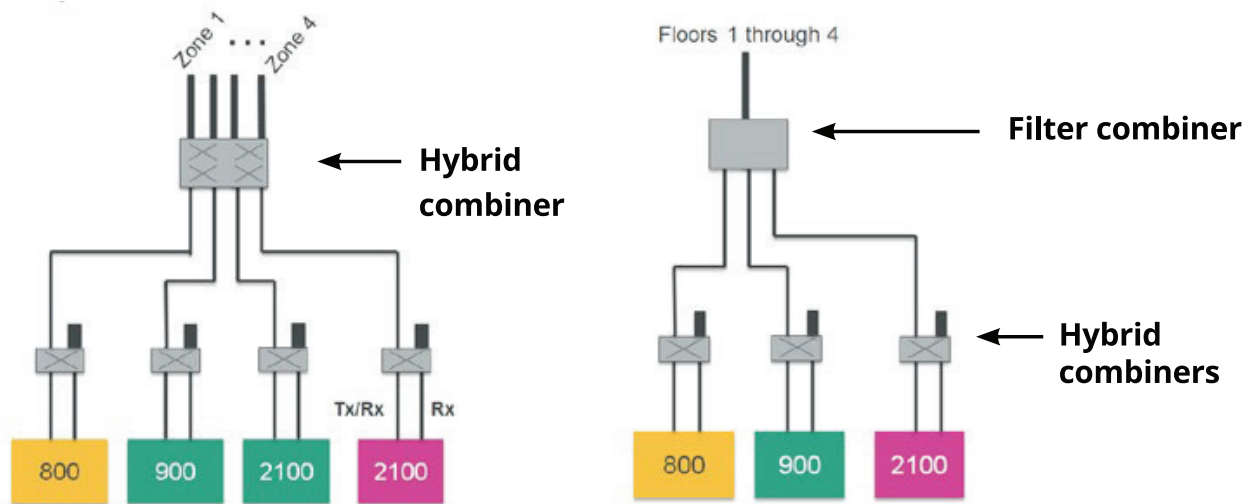 Zone 1 ... Zone 4
Hybrid
combiner
Tx/Rx Rx
800 900 2100 2100
Floors 1 through 4
Filter combiner
Hybrid
combiners
800 900 2100